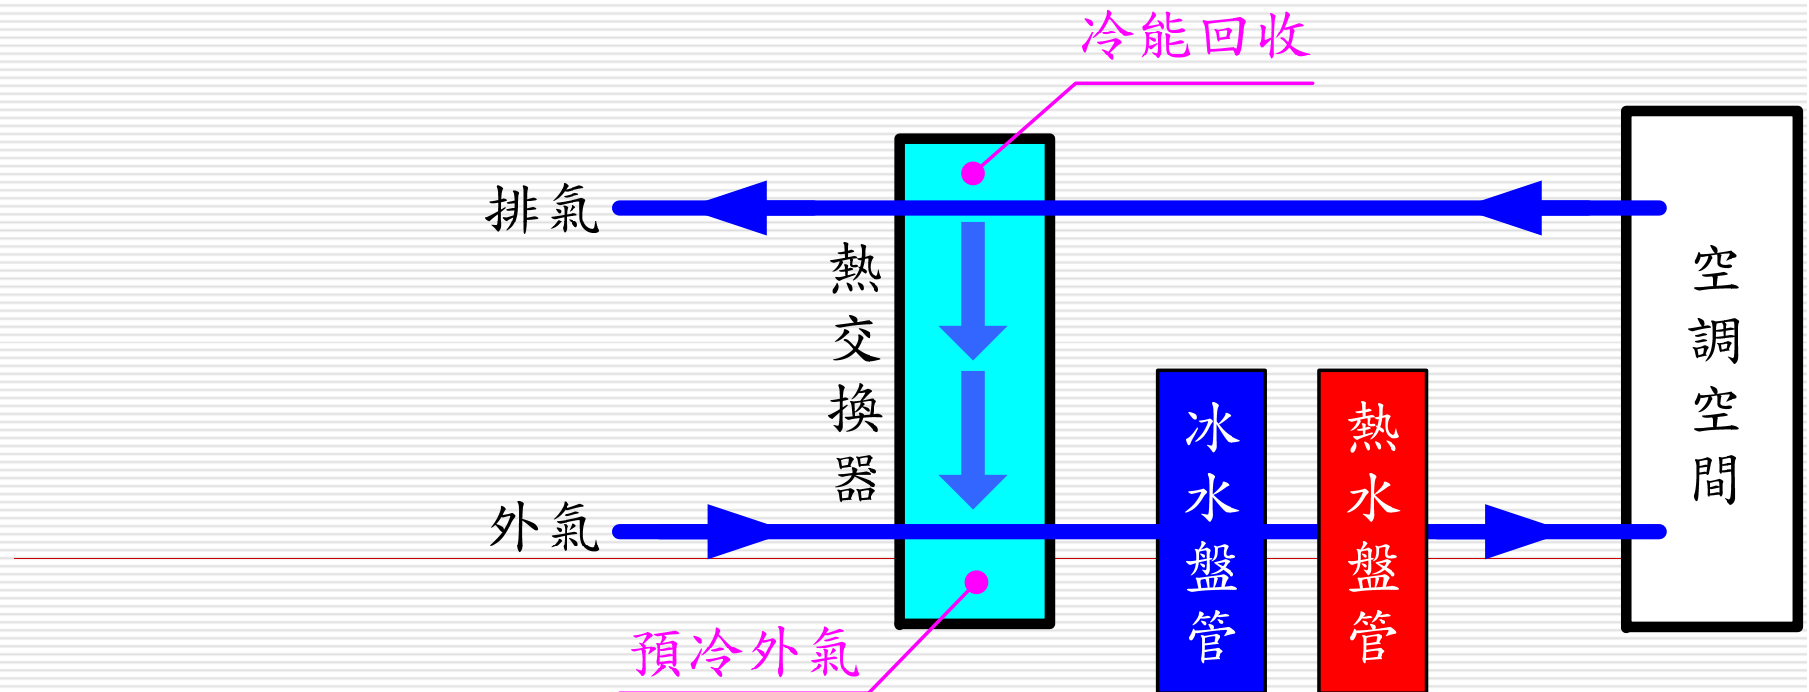 冷能回收
排氣
熱交換器
空調空間
冰水盤管
熱水盤管
外氣
預冷外氣